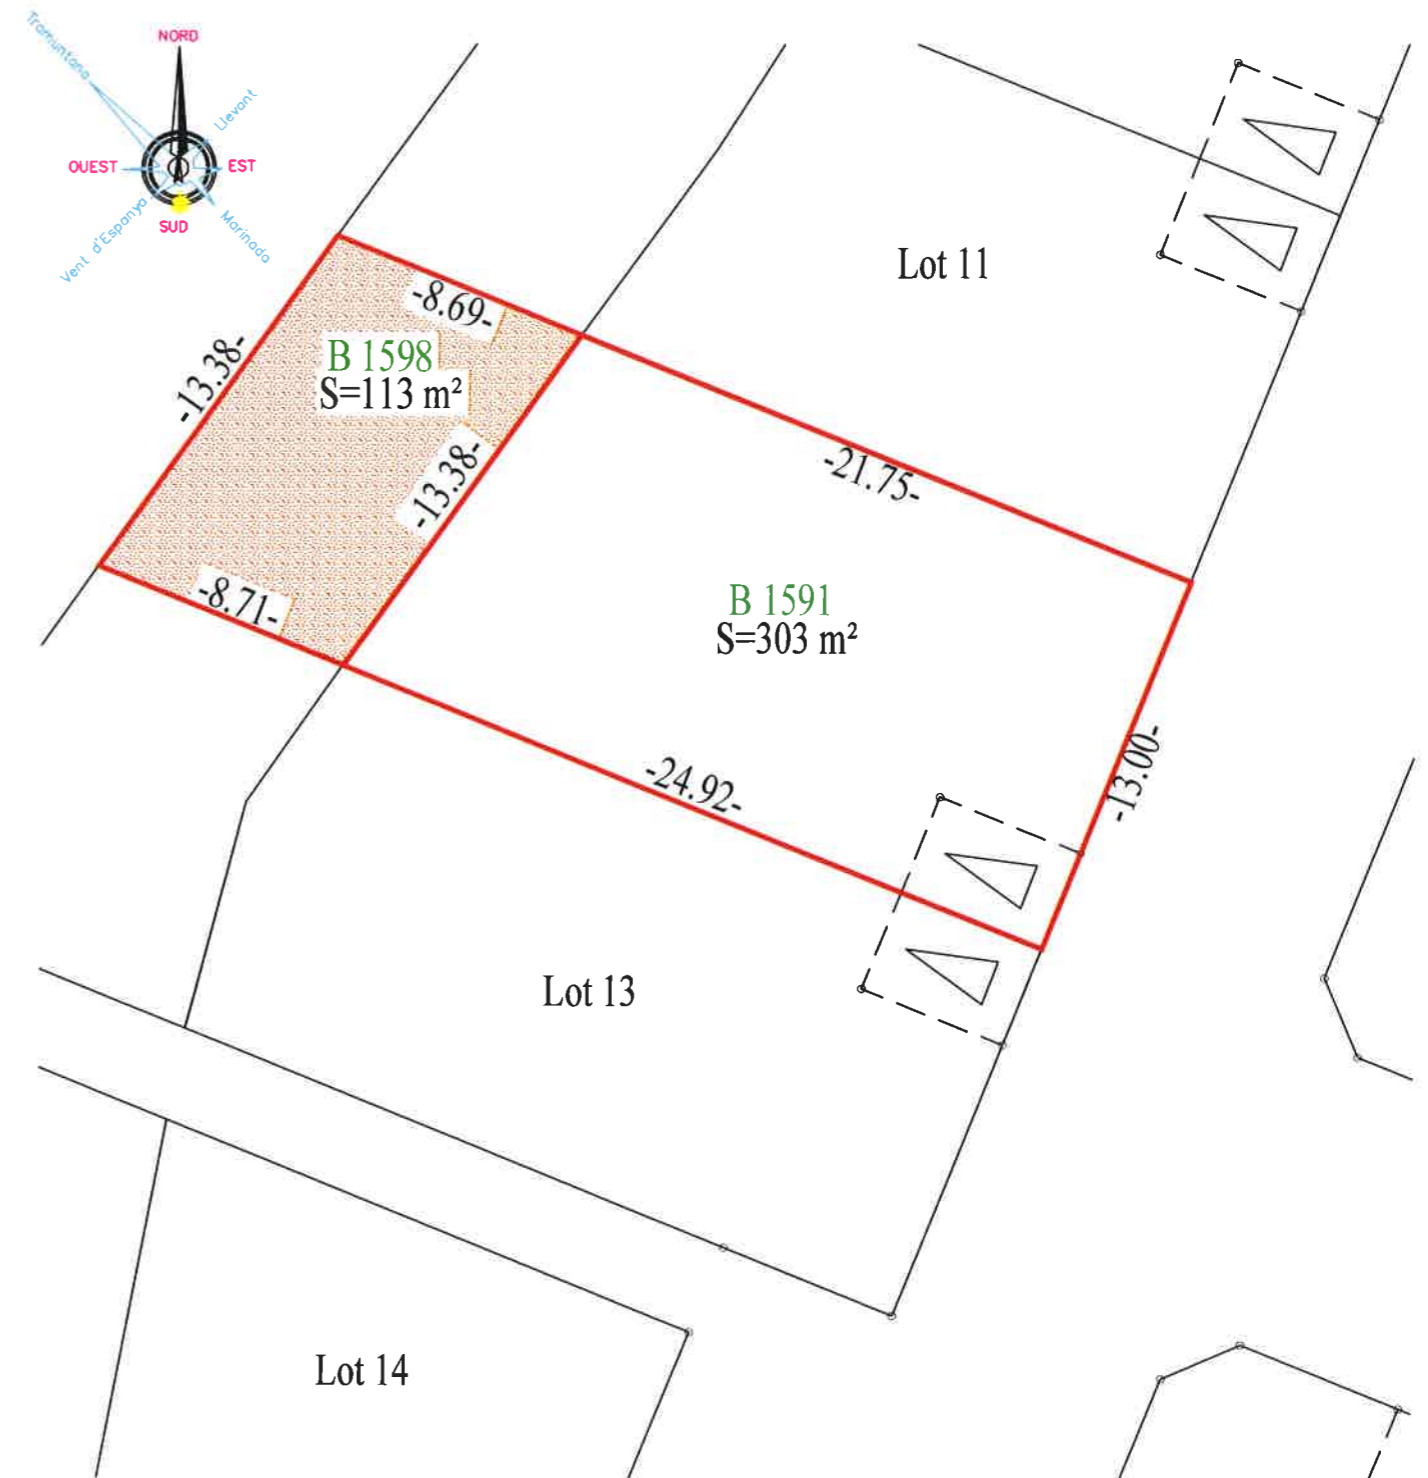 NORD
Tramuntana
Llevant
OUEST
EST
Vent d'Espanya
SUD
Marinada
Lot 11
-8.69-
B 1598
S=113 m²
-13.38-
-13.38-
-21.75-
-8.71-
B 1591
S=303 m²
-24.92-
-13.00-
Lot 13
Lot 14